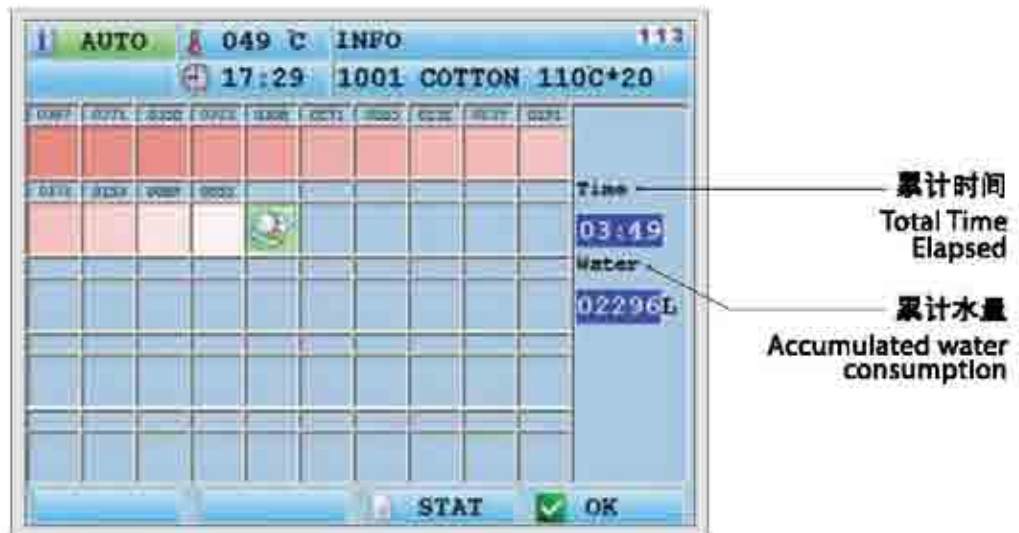 AUTO 049 °C INFO 113
17:29 1001 COTTON 110°C*20
Time
03:49
Water
02296L
STAT OK
累计时间
Total Time
Elapsed
累计水量
Accumulated water
consumption